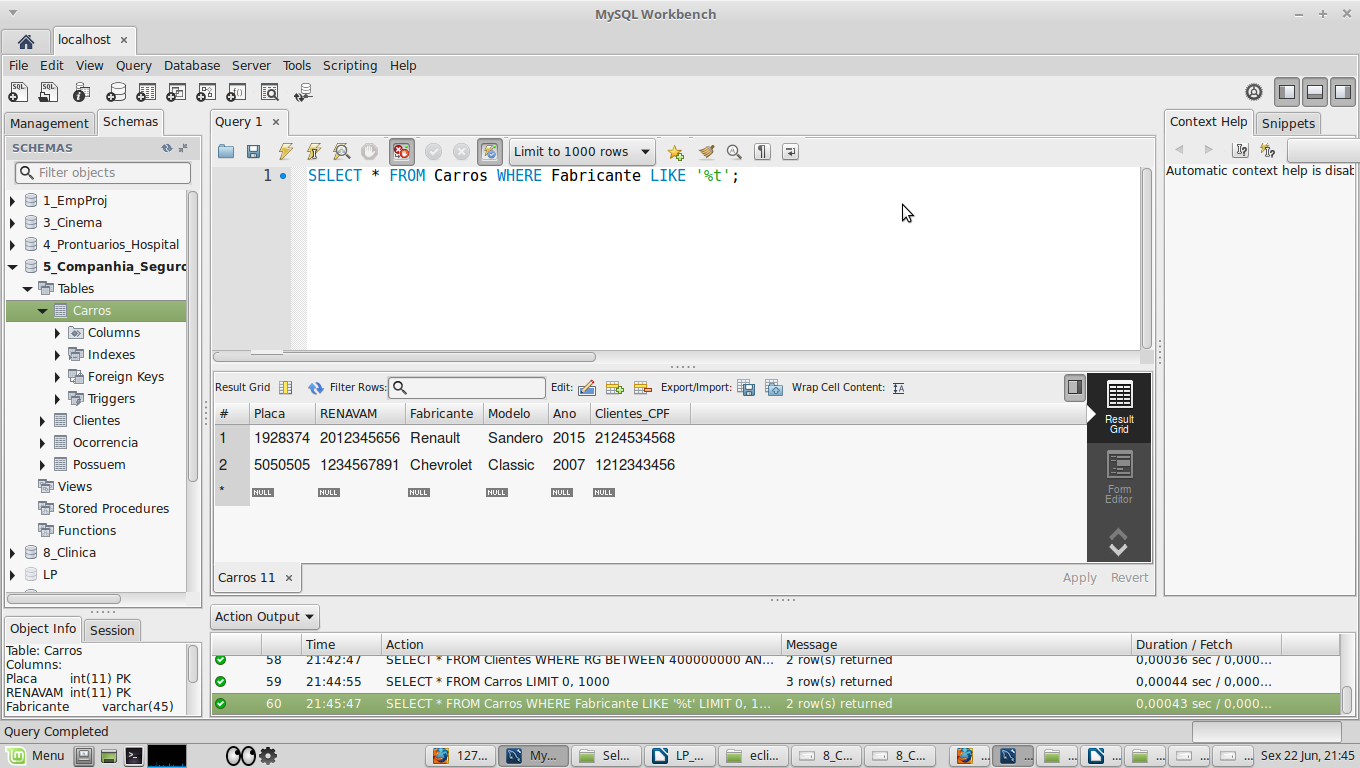 MySQL Workbench
localhost
File Edit View Query Database Server Tools Scripting Help
Management Schemas
SCHEMAS
Filter objects
1_EmpProj
3_Cinema
4_Prontuarios_Hospital
5_Companhia_Seguro
Tables
Carros
Columns
Indexes
Foreign Keys
Triggers
Clientes
Ocorrencia
Possuem
Views
Stored Procedures
Functions
8_Clinica
LP
Object Info Session
Table: Carros
Columns:
Placa int(11) PK
RENAVAM int(11) PK
Fabricante varchar(45)
Query 1
Limit to 1000 rows
1 SELECT * FROM Carros WHERE Fabricante LIKE '%t';
Result Grid Filter Rows: Edit: Export/Import: Wrap Cell Content:
# Placa RENAVAM Fabricante Modelo Ano Clientes_CPF
1 1928374 2012345656 Renault Sandero 2015 2124534568
2 5050505 1234567891 Chevrolet Classic 2007 1212343456
* NULL NULL NULL NULL NULL NULL
Result
Grid
Form
Editor
Carros 11
Apply Revert
Context Help Snippets
Automatic context help is disab
Action Output
Time Action Message Duration / Fetch
58 21:42:47 SELECT * FROM Clientes WHERE RG BETWEEN 400000000 AN... 2 row(s) returned 0,00036 sec / 0,000...
59 21:44:55 SELECT * FROM Carros LIMIT 0, 1000 3 row(s) returned 0,00044 sec / 0,000...
60 21:45:47 SELECT * FROM Carros WHERE Fabricante LIKE '%t' LIMIT 0, 1... 2 row(s) returned 0,00043 sec / 0,000...
Query Completed
Menu 127... My... Sel... LP_... ecli... 8_C... 8_C... ... ... ... ... ... ... ... Sex 22 Jun, 21:45